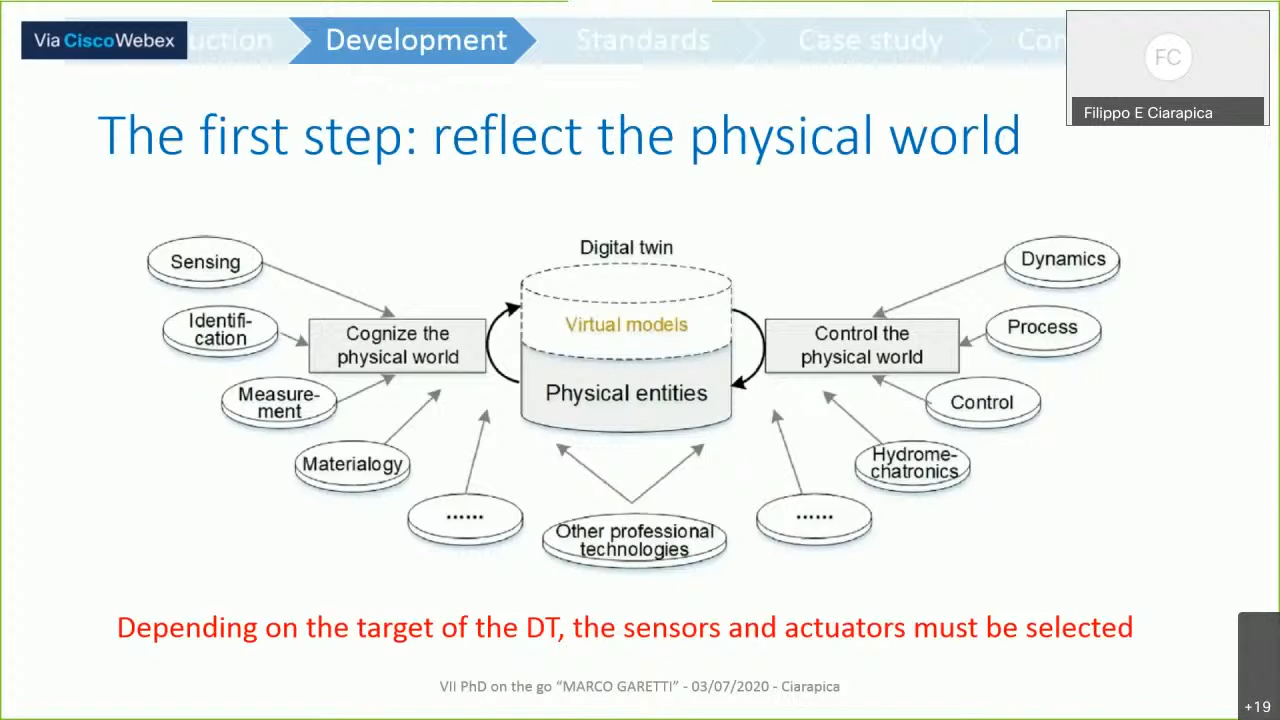 Via CiscoWebex
uction
Development
Standards
Case study
FC
Filippo E Ciarapica
The first step: reflect the physical world
Digital twin
Sensing
Identifi-
cation
Measure-
ment
Materialogy
......
Cognize the
physical world
Virtual models
Physical entities
Other professional
technologies
Control the
physical world
Dynamics
Process
Control
Hydrome-
chatronics
......
Depending on the target of the DT, the sensors and actuators must be selected
VII PhD on the go “MARCO GARETTI” - 03/07/2020 - Ciarapica
+19